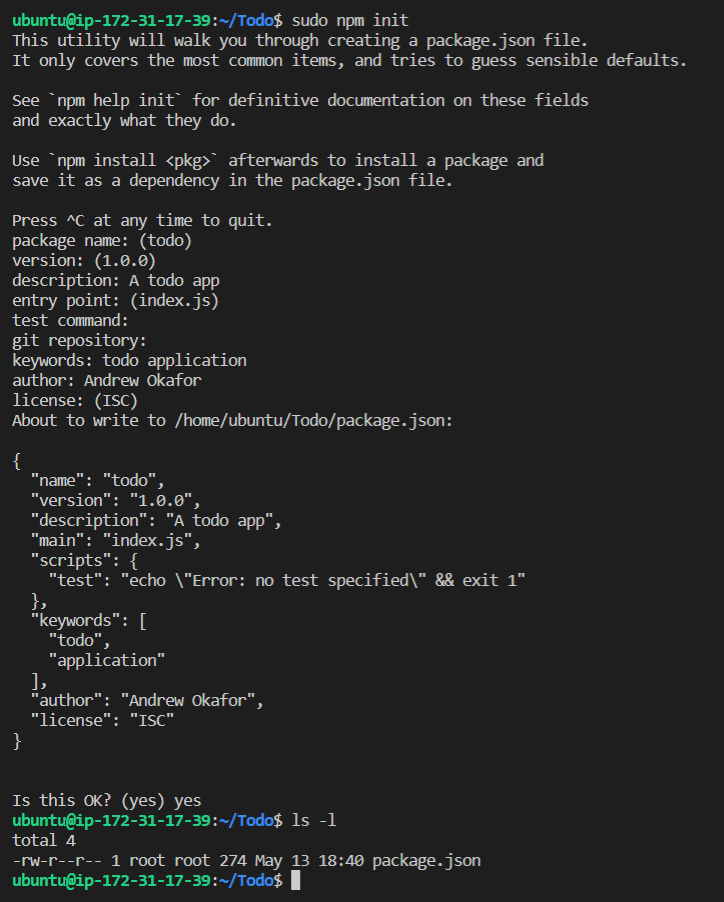 ubuntu@ip-172-31-17-39:~/Todo$ sudo npm init
This utility will walk you through creating a package.json file.
It only covers the most common items, and tries to guess sensible defaults.

See `npm help init` for definitive documentation on these fields
and exactly what they do.

Use `npm install <pkg>` afterwards to install a package and
save it as a dependency in the package.json file.

Press ^C at any time to quit.
package name: (todo)
version: (1.0.0)
description: A todo app
entry point: (index.js)
test command:
git repository:
keywords: todo application
author: Andrew Okafor
license: (ISC)
About to write to /home/ubuntu/Todo/package.json:

{
  "name": "todo",
  "version": "1.0.0",
  "description": "A todo app",
  "main": "index.js",
  "scripts": {
    "test": "echo \"Error: no test specified\" && exit 1"
  },
  "keywords": [
    "todo",
    "application"
  ],
  "author": "Andrew Okafor",
  "license": "ISC"
}


Is this OK? (yes) yes
ubuntu@ip-172-31-17-39:~/Todo$ ls -l
total 4
-rw-r--r-- 1 root root 274 May 13 18:40 package.json
ubuntu@ip-172-31-17-39:~/Todo$